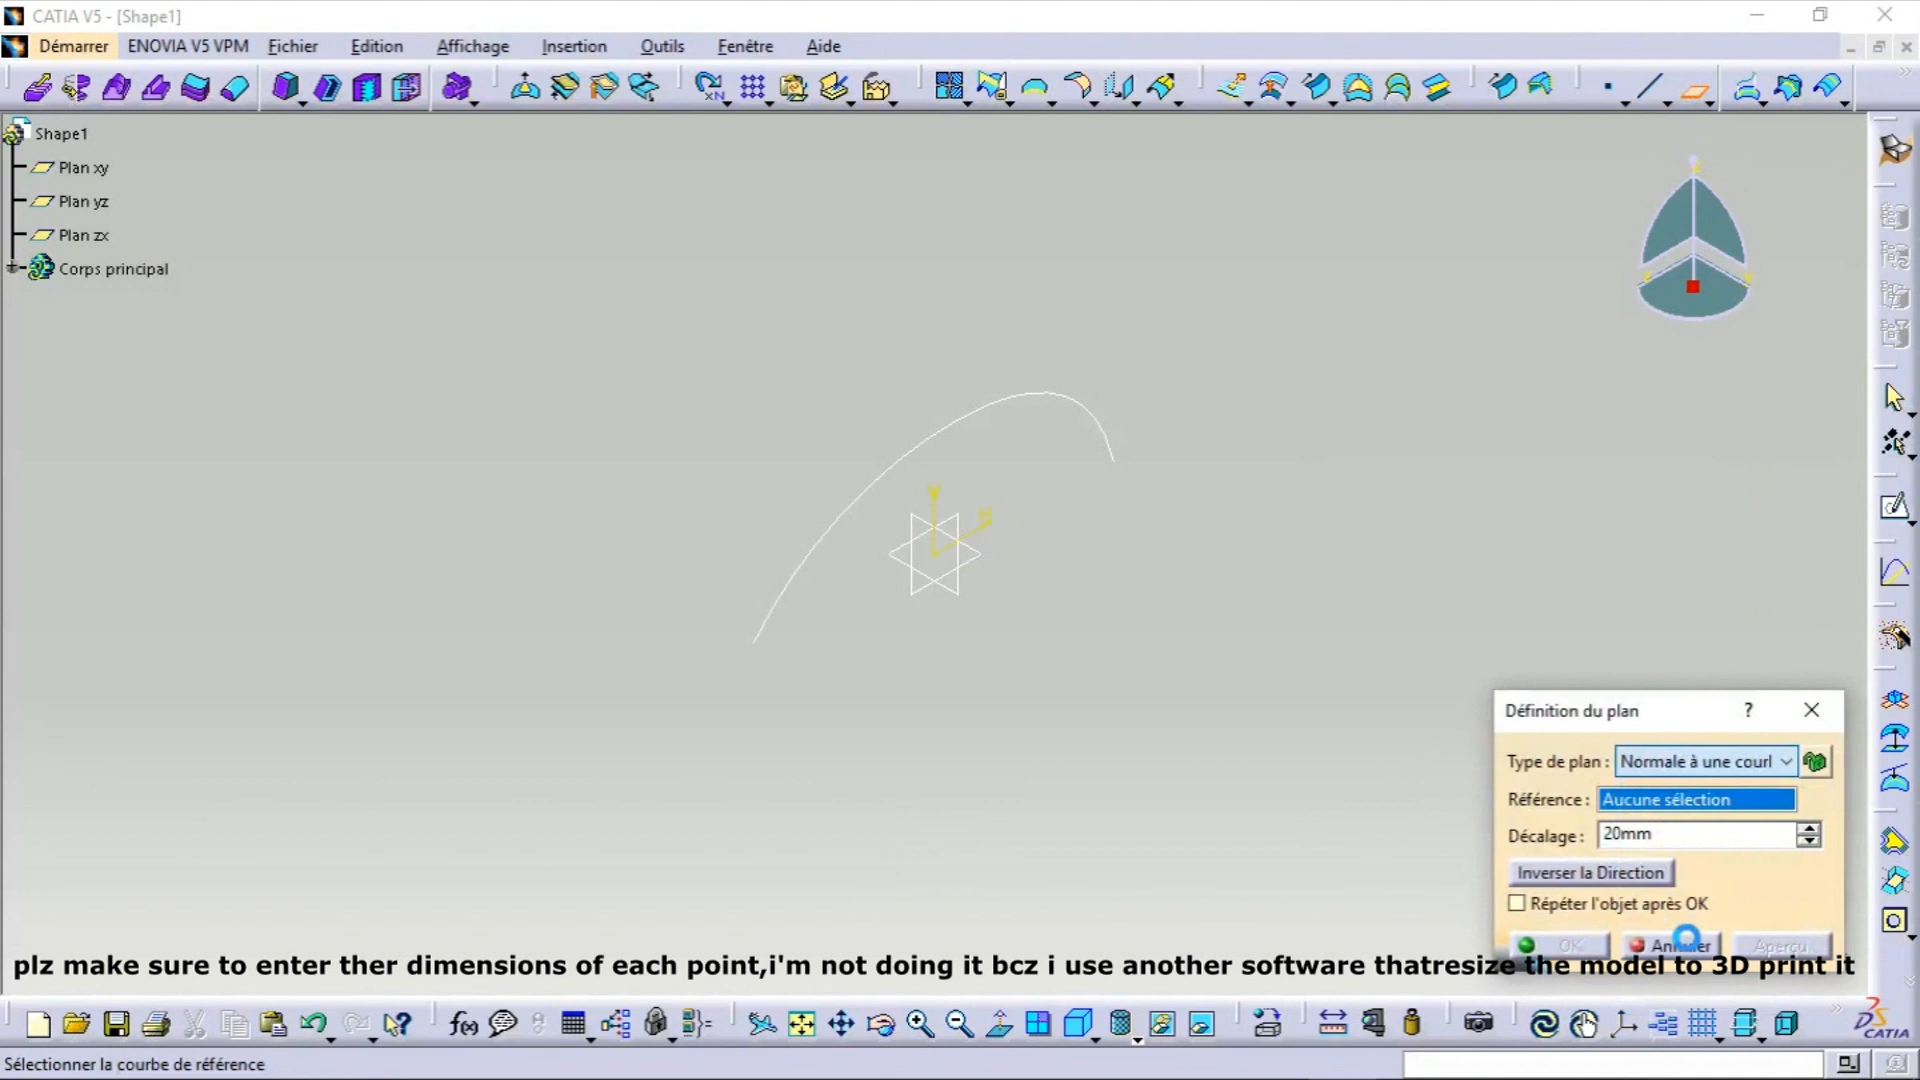 CATIA V5 - [Shape1]
Démarrer ENOVIA V5 VPM Fichier Edition Affichage Insertion Outils Fenêtre Aide
Shape1
Plan xy
Plan yz
Plan zx
Corps principal
V
H
Définition du plan ?
Type de plan : Normale à une courl
Référence : Aucune sélection
Décalage : 20mm
Inverser la Direction
Répéter l'objet après OK
OK Annuler Aperçu
plz make sure to enter ther dimensions of each point,i'm not doing it bcz i use another software thatresize the model to 3D print it
f(x)
CATIA
Sélectionner la courbe de référence